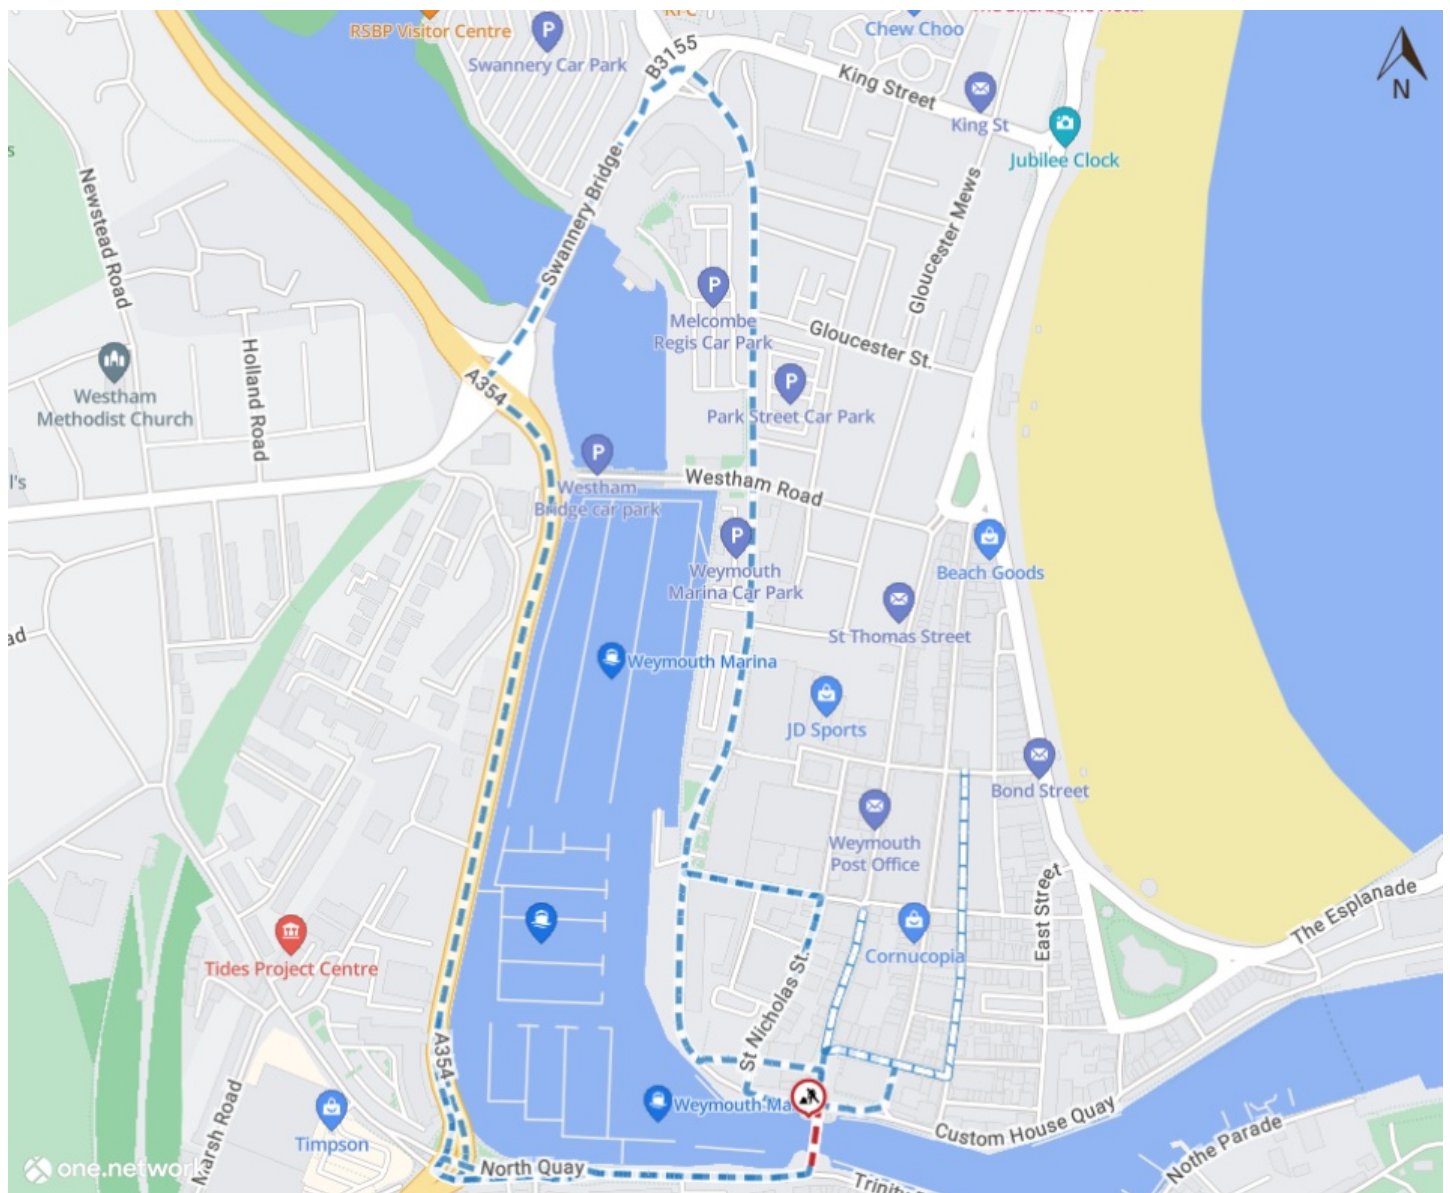 RSBP Visitor Centre
Swannery Car Park
B3155
Chew Choo
King Street
King St
N
Jubilee Clock
Newstead Road
Swannery Bridge
Gloucester Mews
Melcombe
Regis Car Park
Gloucester St.
Holland Road
Westham
Methodist Church
A354
Park Street Car Park
Westham
Bridge car park
Westham Road
Weymouth
Marina Car Park
Beach Goods
St Thomas Street
Weymouth Marina
JD Sports
Bond Street
Weymouth
Post Office
East Street
The Esplanade
Cornucopia
Tides Project Centre
St Nicholas St.
A354
Marsh Road
Timpson
Weymouth Ma
Custom House Quay
Nothe Parade
North Quay
Trinity
one.network